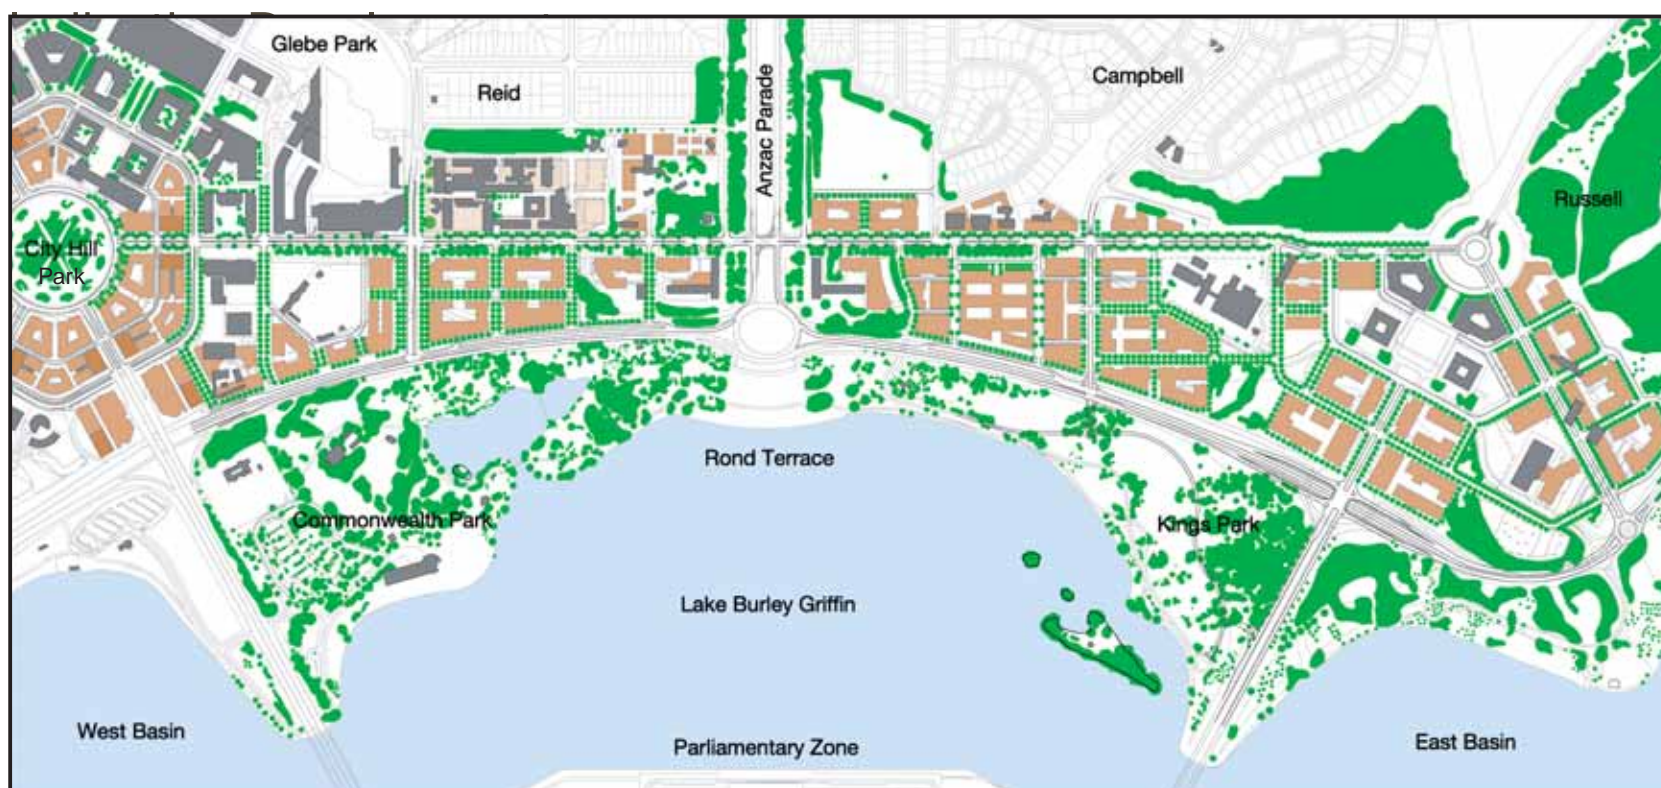 Glebe Park
Reid
Anzac Parade
Campbell
Russell
City Hill
Park
Rond Terrace
Commonwealth Park
Kings Park
Lake Burley Griffin
West Basin
Parliamentary Zone
East Basin